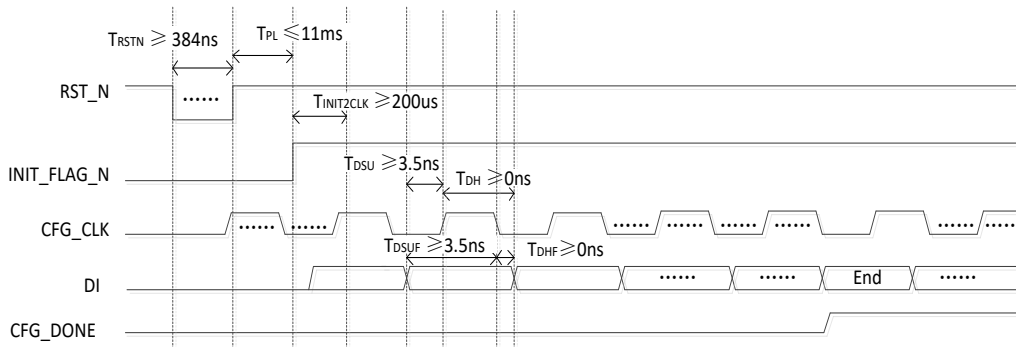 TRSTN ≥ 384ns
TPL ≤ 11ms
RST_N
......
TINIT2CLK ≥200us
INIT_FLAG_N
TDSU ≥3.5ns
TDH ≥0ns
CFG_CLK
...... ...... ...... ...... ...... ...... ......
TDSUF ≥3.5ns
TDHF≥0ns
DI
...... ...... End ......
CFG_DONE